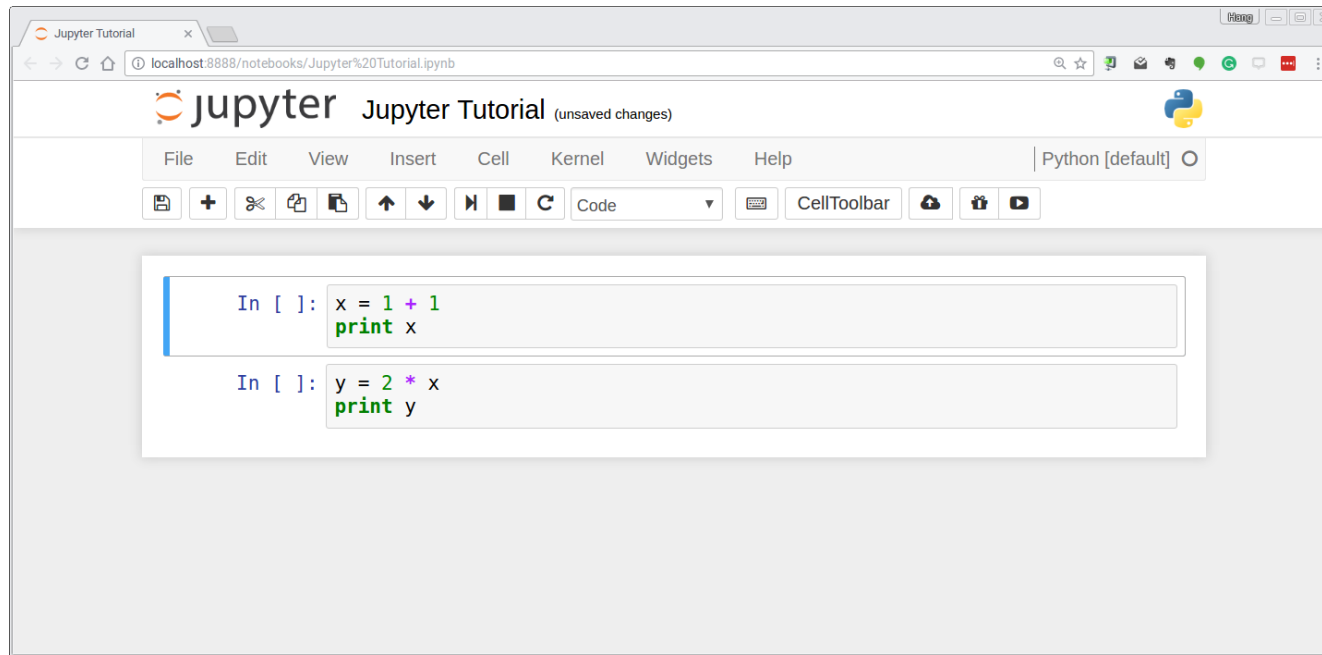 Hang
Jupyter Tutorial
localhost:8888/notebooks/Jupyter%20Tutorial.ipynb
jupyter Jupyter Tutorial (unsaved changes)
File Edit View Insert Cell Kernel Widgets Help Python [default]
Code CellToolbar
In [ ]: x = 1 + 1
print x
In [ ]: y = 2 * x
print y